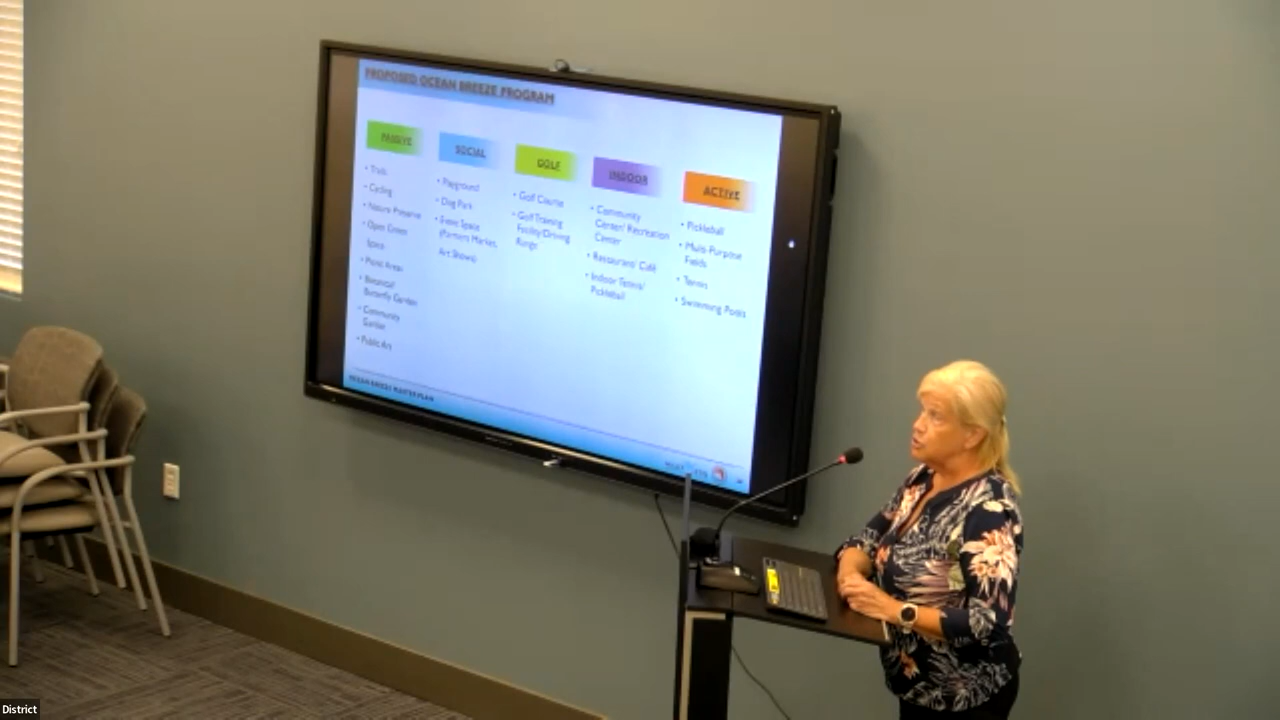 PROPOSED OCEAN BREEZE PROGRAM
PASSIVE
• Trails
• Cycling
• Nature Preserve
• Open Green
Space
• Picnic Areas
• Botanical/
Butterfly Garden
• Community
Garden
• Public Art
SOCIAL
• Playground
• Dog Park
• Event Space
(Farmers Market,
Art Shows)
GOLF
• Golf Course
• Golf Training
Facility/Driving
Range
INDOOR
• Community
Center/ Recreation
Center
• Restaurant/ Café
• Indoor Tennis/
Pickleball
ACTIVE
• Pickleball
• Multi-Purpose
Fields
• Tennis
• Swimming Pools
OCEAN BREEZE MASTER PLAN
District